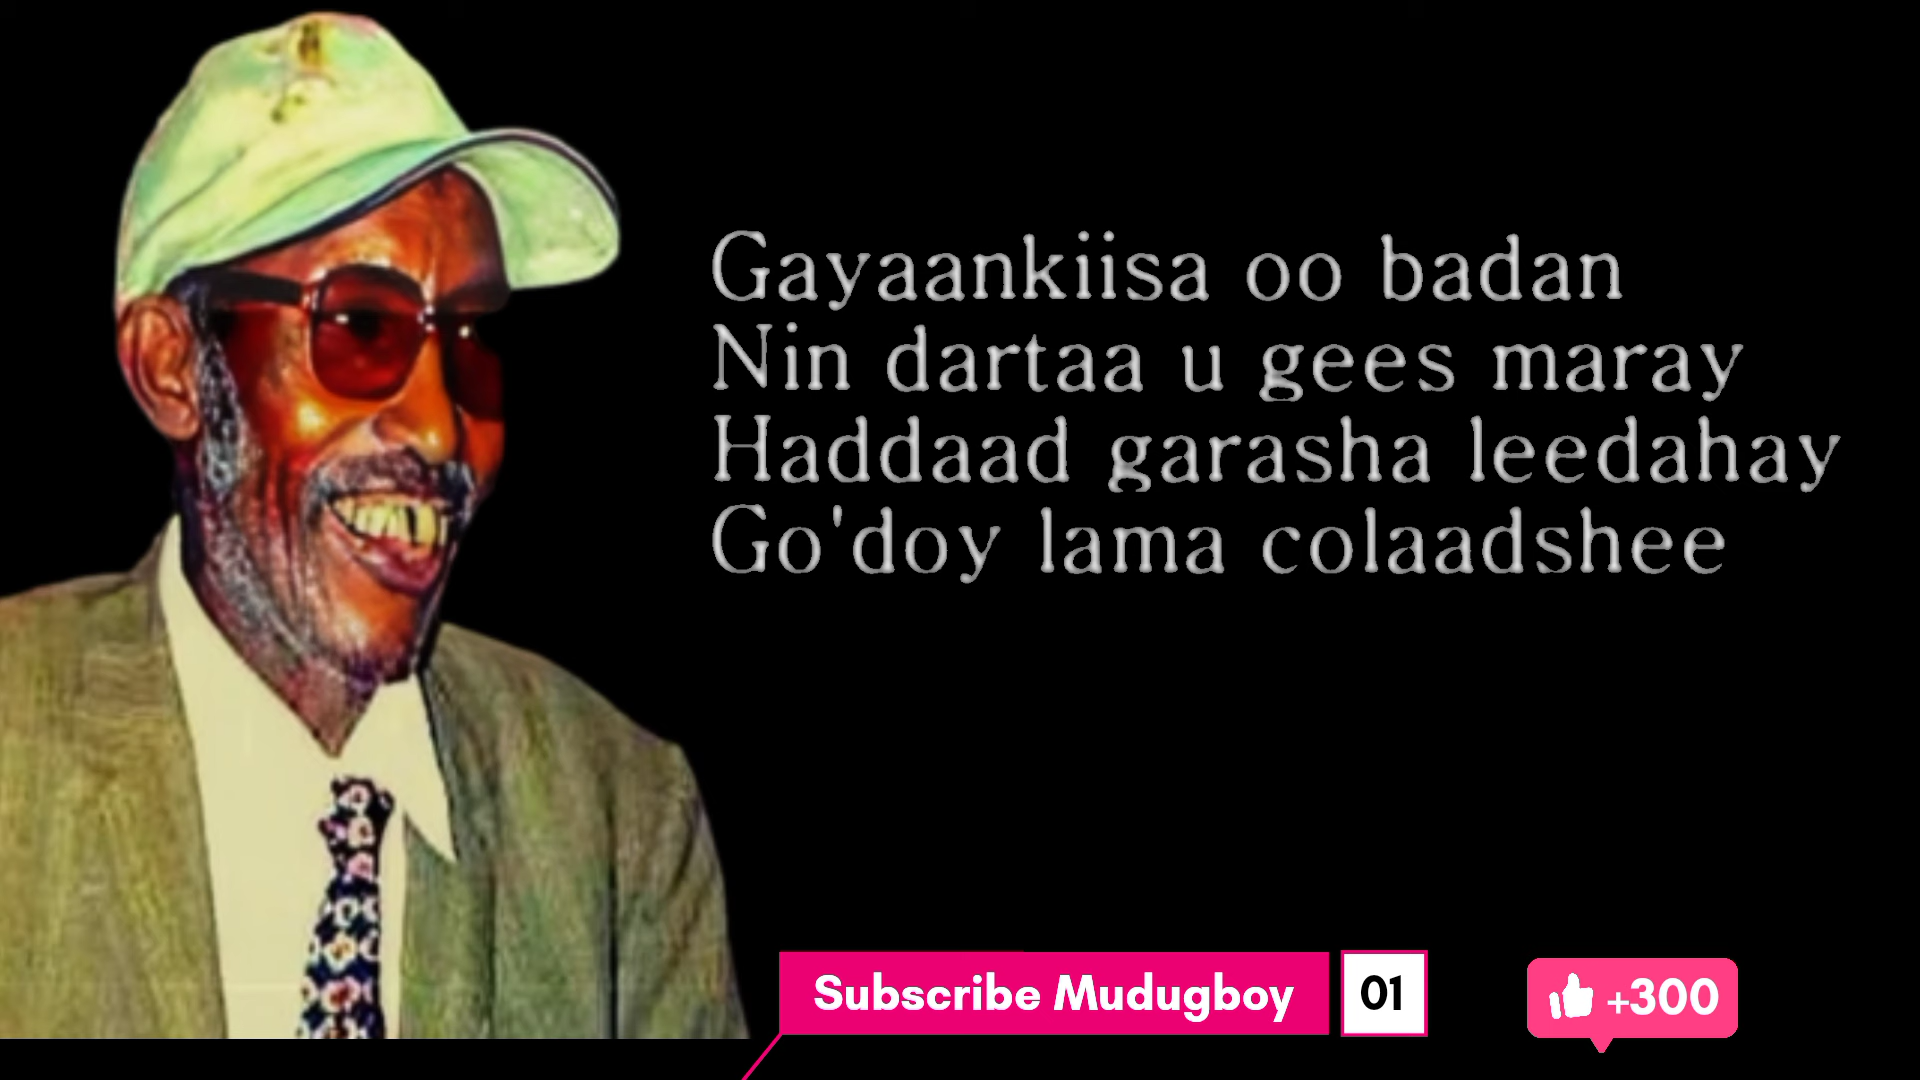 Gayaankiisa oo badan
Nin dartaa u gees maray
Haddaad garasha leedahay
Go'doy lama colaadshee
Subscribe Mudugboy 01
+300